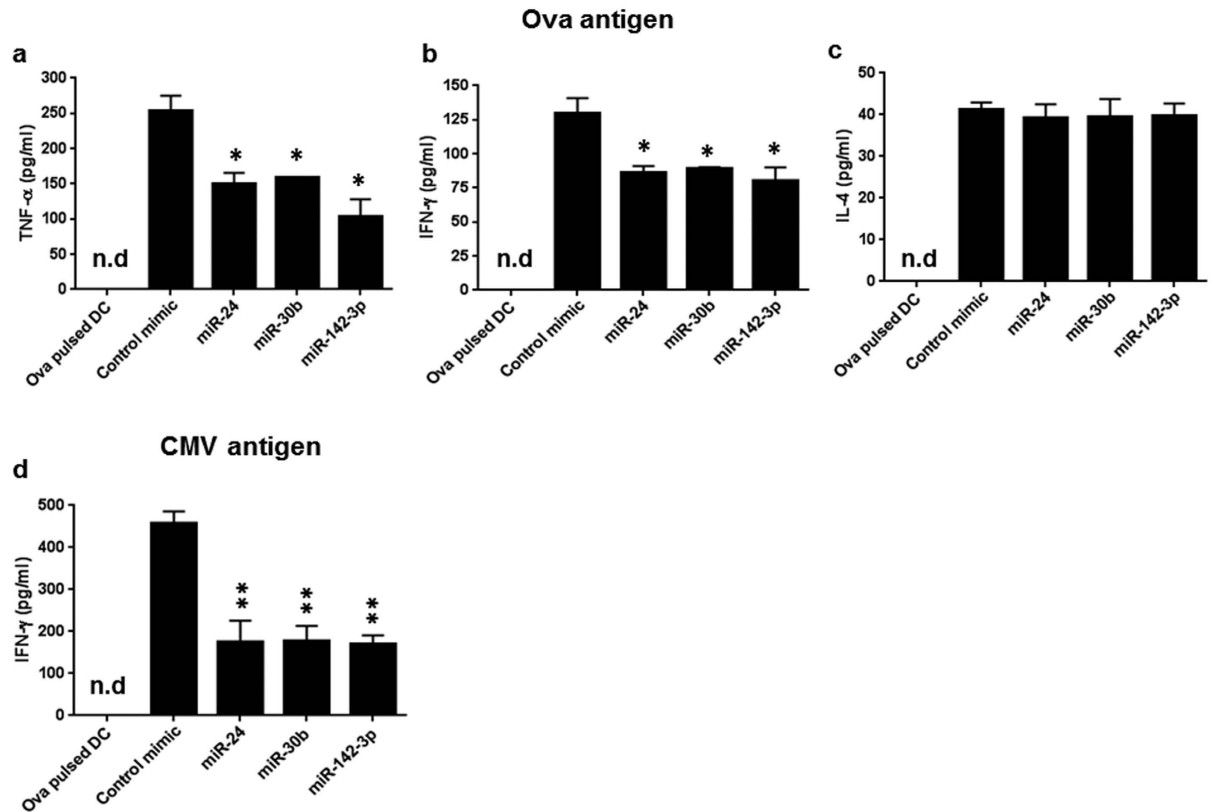 Ova antigen
a
TNF-α (pg/ml)
300
250
200
150
100
50
0
n.d
*
*
*
Ova pulsed DC
Control mimic
miR-24
miR-30b
miR-142-3p
b
IFN-γ (pg/ml)
150
125
100
75
50
25
0
n.d
*
*
*
Ova pulsed DC
Control mimic
miR-24
miR-30b
miR-142-3p
c
IL-4 (pg/ml)
50
40
30
20
10
0
n.d
Ova pulsed DC
Control mimic
miR-24
miR-30b
miR-142-3p
CMV antigen
d
IFN-γ (pg/ml)
500
400
300
200
100
0
n.d
**
**
**
Ova pulsed DC
Control mimic
miR-24
miR-30b
miR-142-3p